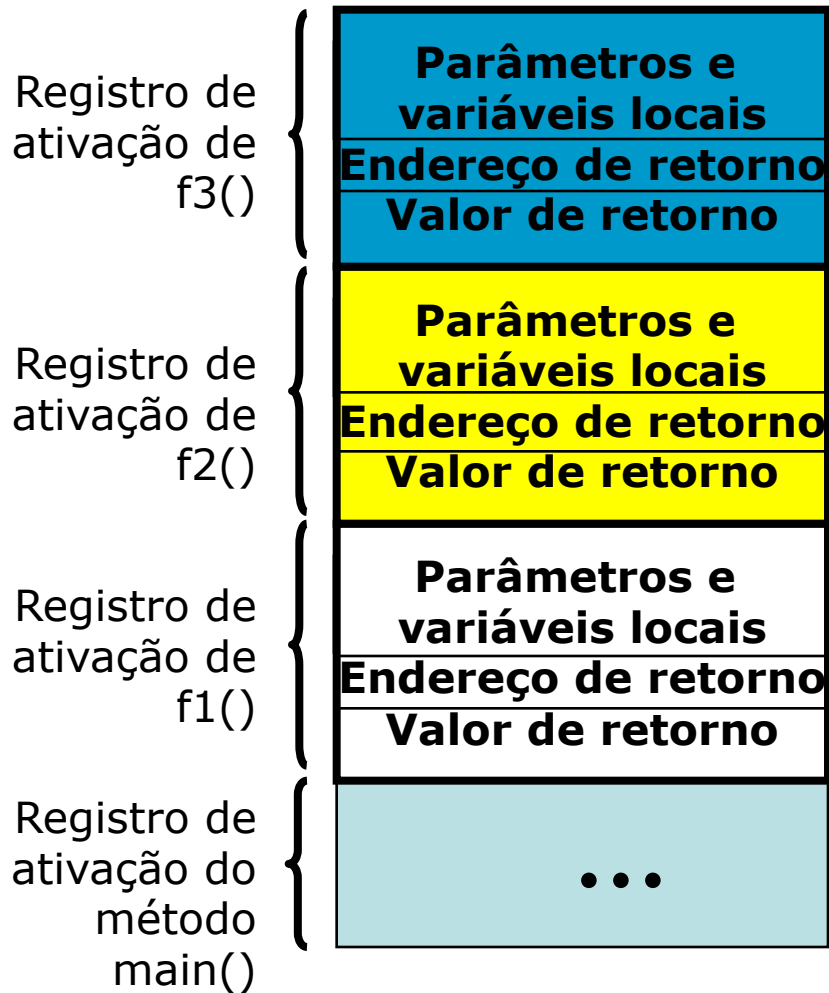 Registro de
ativação de
f3()
Parâmetros e
variáveis locais
Endereço de retorno
Valor de retorno
Registro de
ativação de
f2()
Parâmetros e
variáveis locais
Endereço de retorno
Valor de retorno
Registro de
ativação de
f1()
Parâmetros e
variáveis locais
Endereço de retorno
Valor de retorno
Registro de
ativação do
método
main()
...